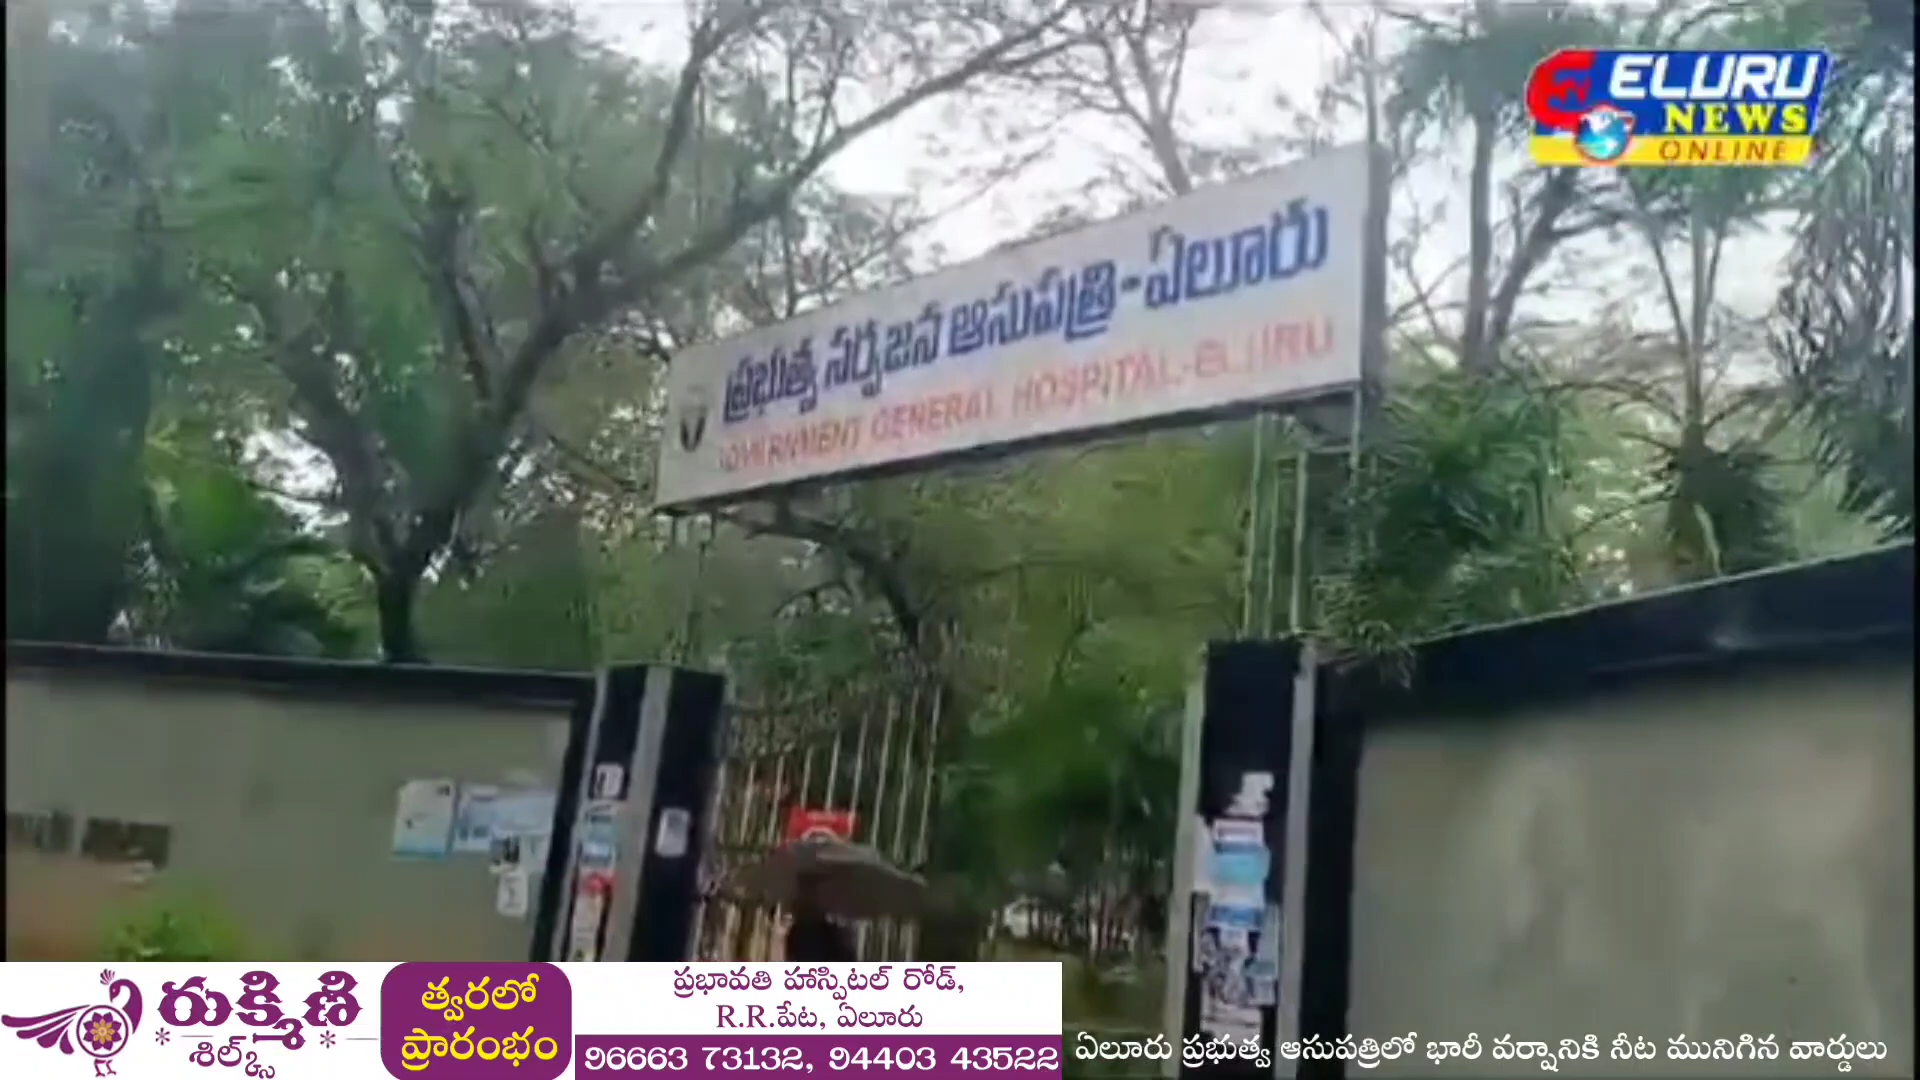 ELURU
NEWS
ONLINE
ప్రభుత్వ సర్వజన ఆసుపత్రి-ఏలూరు
GOVERNMENT GENERAL HOSPITAL-ELURU
రుక్మిణి
సిల్క్స్
త్వరలో
ప్రారంభం
ప్రభావతి హాస్పిటల్ రోడ్,
R.R.పేట, ఏలూరు
96663 73132, 94403 43522
ఏలూరు ప్రభుత్వ ఆసుపత్రిలో భారీ వర్షానికి నీట మునిగిన వార్డులు